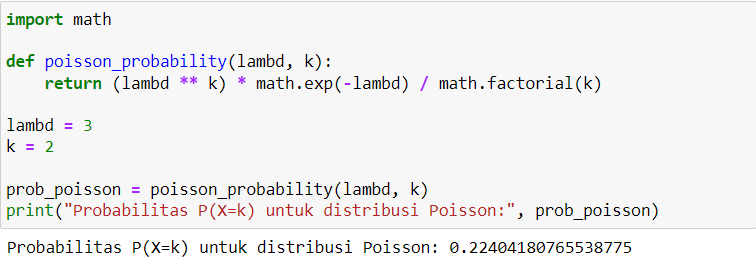 import math
def poisson_probability(lambd, k):
    return (lambd ** k) * math.exp(-lambd) / math.factorial(k)
lambd = 3
k = 2
prob_poisson = poisson_probability(lambd, k)
print("Probabilitas P(X=k) untuk distribusi Poisson:", prob_poisson)
Probabilitas P(X=k) untuk distribusi Poisson: 0.22404180765538775